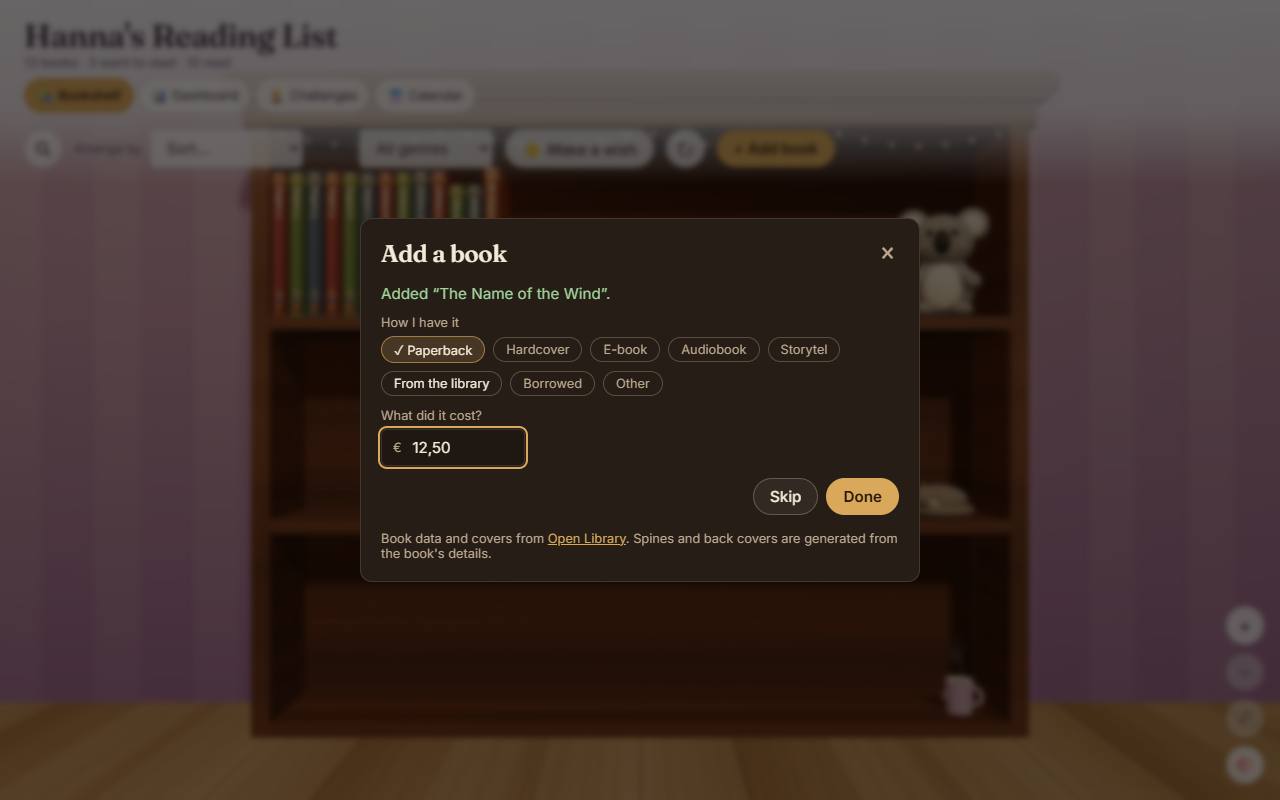 Hanna's Reading List
Bookshelf
Dashboard
Challenges
Calendar
Arrange by
Sort...
All genres
Make a wish
+ Add book
Add a book
×
Added “The Name of the Wind”.
How I have it
✓ Paperback
Hardcover
E-book
Audiobook
Storytel
From the library
Borrowed
Other
What did it cost?
€ 12,50
Skip
Done
Book data and covers from Open Library. Spines and back covers are generated from
the book's details.